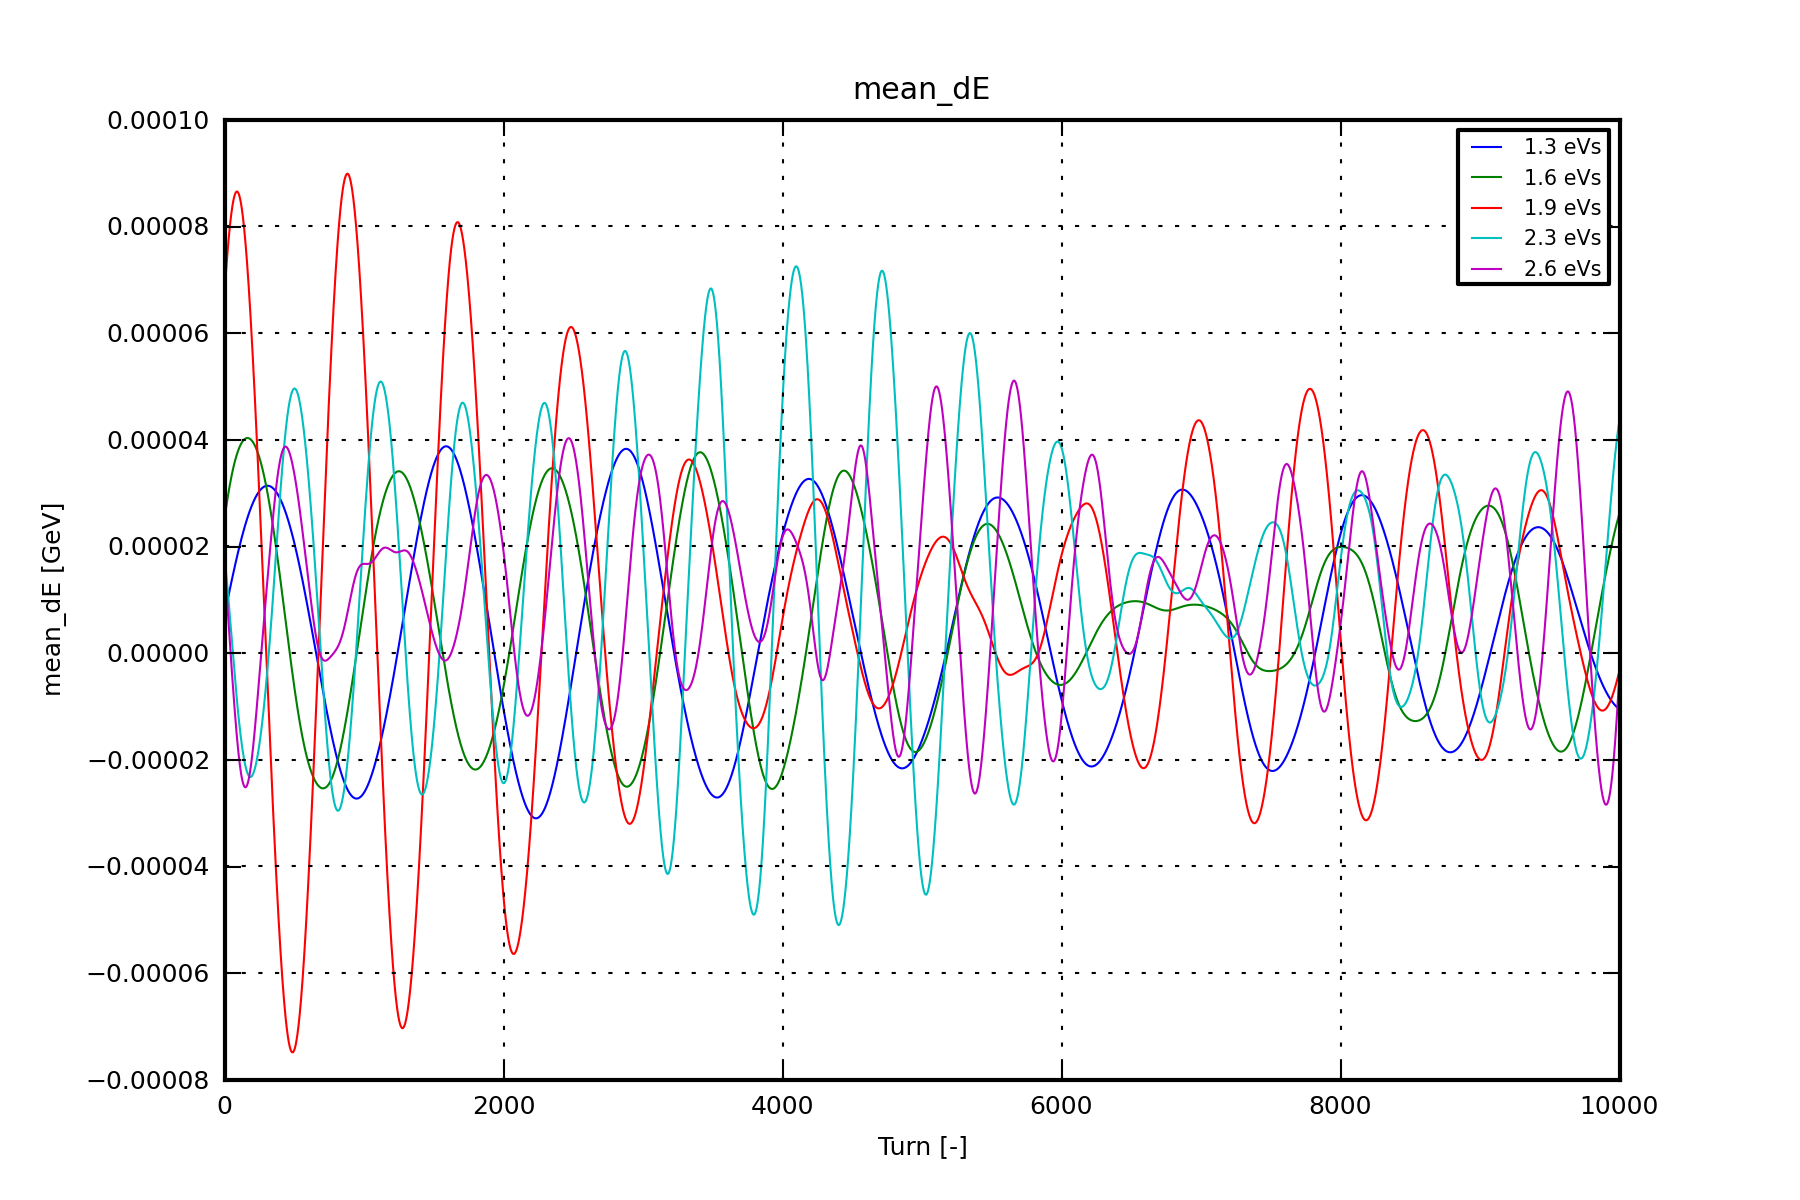 mean_dE
0.00010
0.00008
0.00006
0.00004
0.00002
0.00000
−0.00002
−0.00004
−0.00006
−0.00008
mean_dE [GeV]
1.3 eVs
1.6 eVs
1.9 eVs
2.3 eVs
2.6 eVs
0 2000 4000 6000 8000 10000
Turn [-]